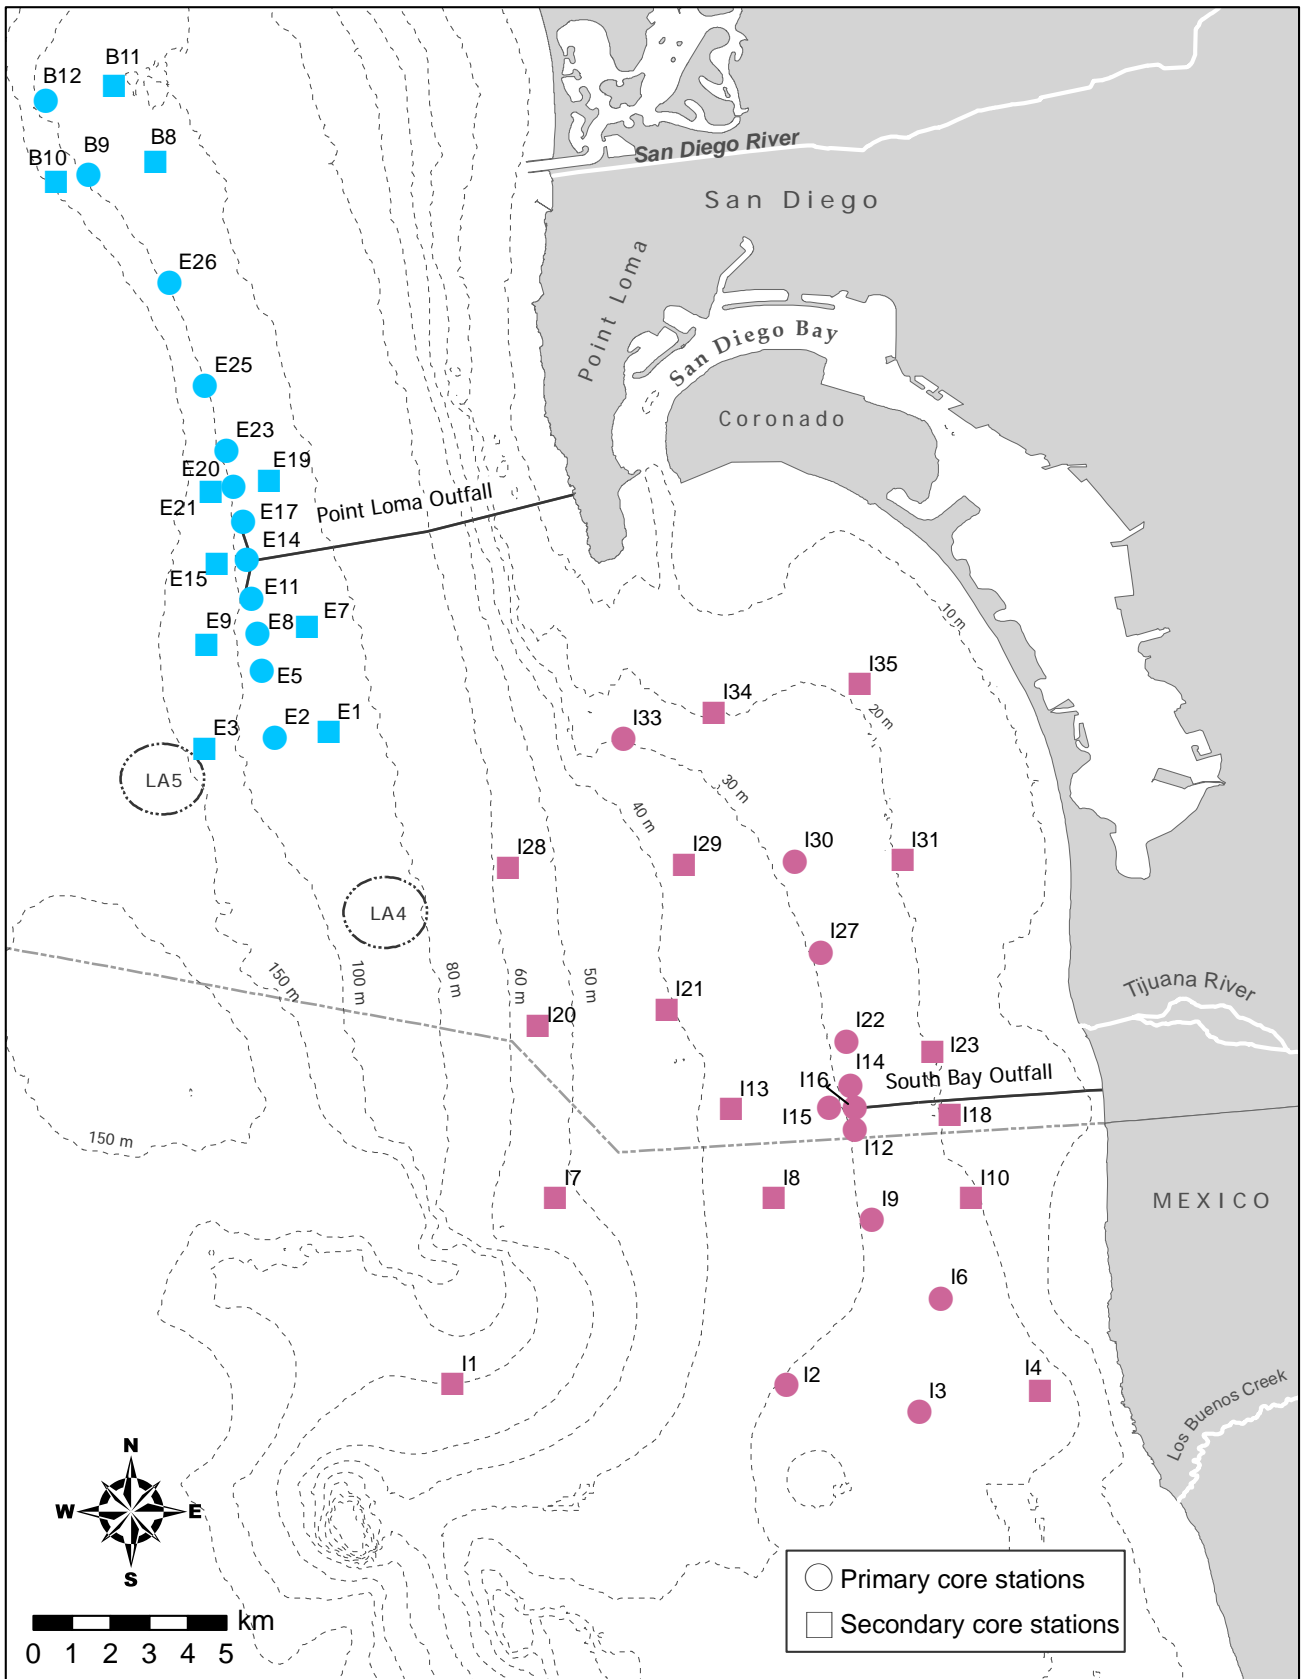 B11
B12
B8
B9
B10
San Diego River
San Diego
E26
Point Loma
San Diego Bay
E25
Coronado
E23
E19
E20
E21
Point Loma Outfall
E17
E14
E15
E11
E7
E8
E9
10 m
E5
I35
I34
20 m
E1
E2
E3
I33
LA5
30 m
40 m
I28
I29
I30
I31
LA4
I27
150 m
100 m
80 m
60 m
50 m
Tijuana River
I21
I20
I22
I23
I14
South Bay Outfall
I16
I13
I15
I18
I12
150 m
I7
I8
I10
MEXICO
I9
I6
I1
I2
I4
I3
Los Buenos Creek
N
W
E
S
Primary core stations
Secondary core stations
km
0 1 2 3 4 5